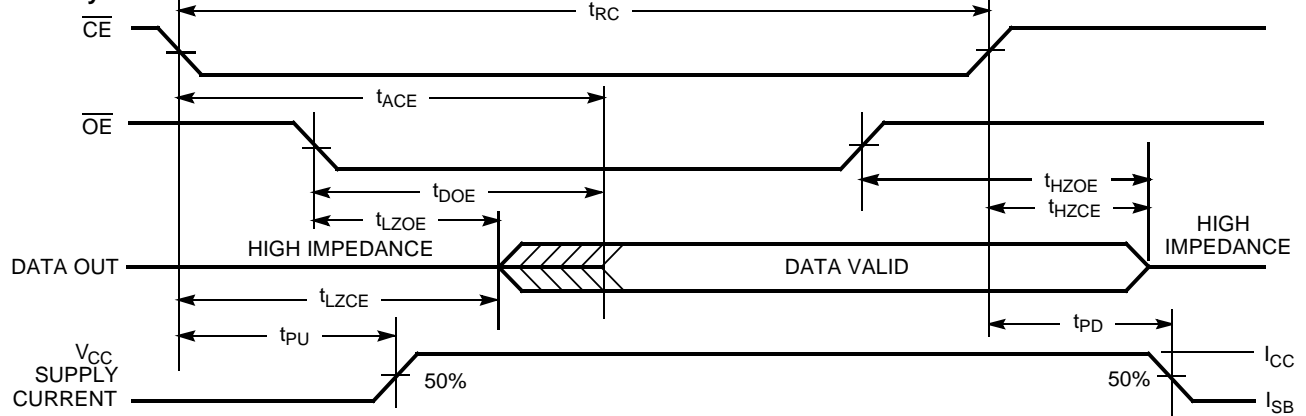 tRC
CE
tACE
OE
tDOE
tHZOE
tLZOE
tHZCE
HIGH IMPEDANCE
HIGH
IMPEDANCE
DATA OUT
DATA VALID
tLZCE
tPU
tPD
VCC
SUPPLY
CURRENT
50%
50%
ICC
ISB